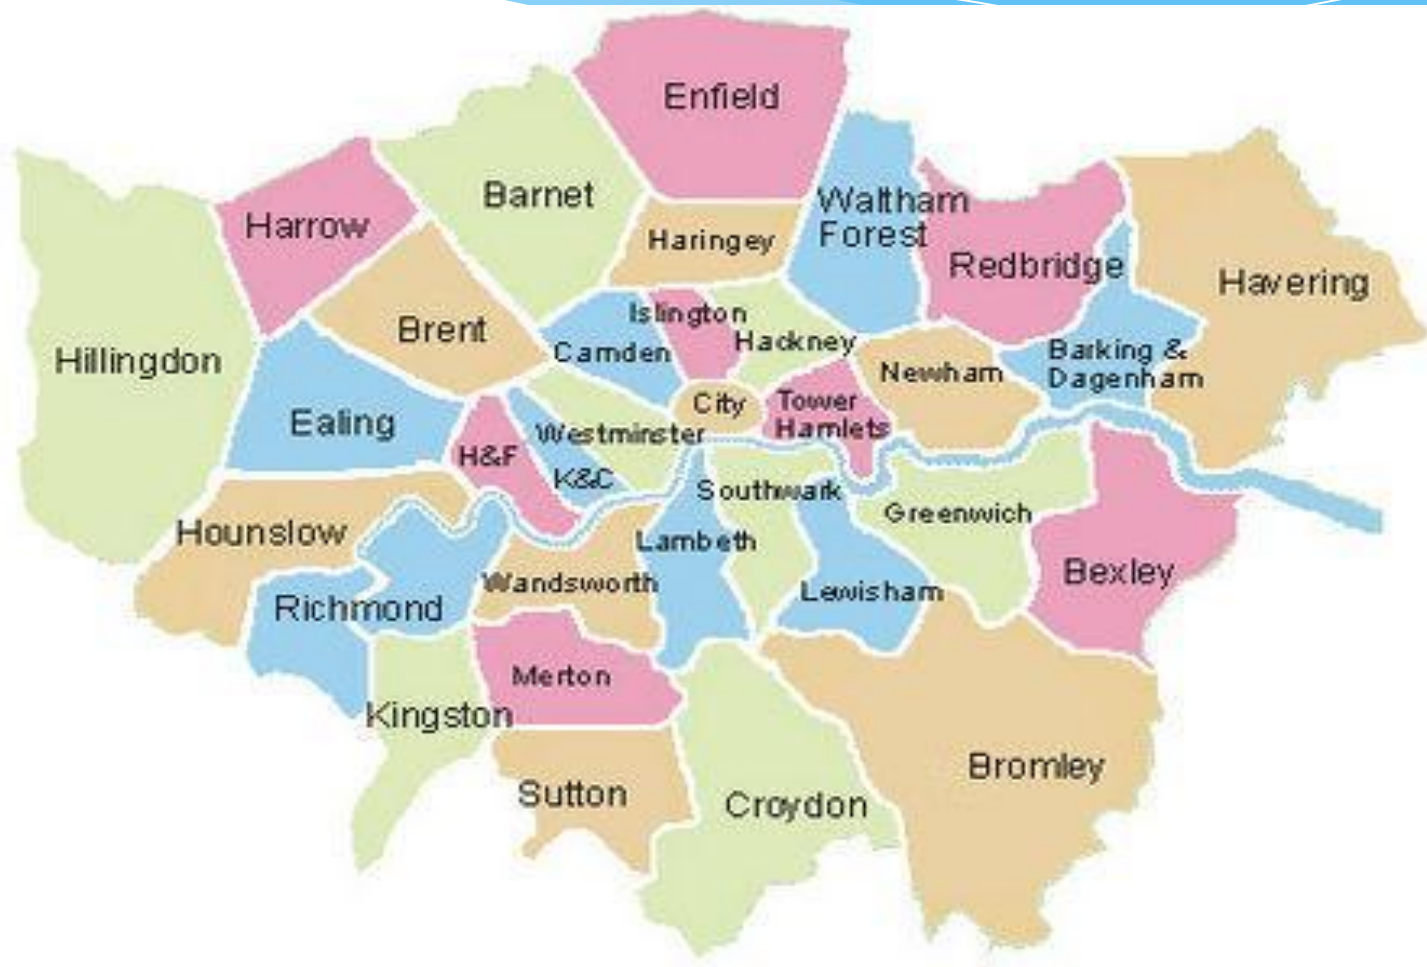 Enfield
Barnet
Waltham
Forest
Harrow
Haringey
Redbridge
Havering
Islington
Brent
Hackney
Camden
Barking &
Dagenham
Hillingdon
Newham
City
Tower
Hamlets
Ealing
Westminster
H&F
K&C
Southwark
Greenwich
Hounslow
Lambeth
Bexley
Wandsworth
Lewisham
Richmond
Merton
Kingston
Bromley
Sutton
Croydon